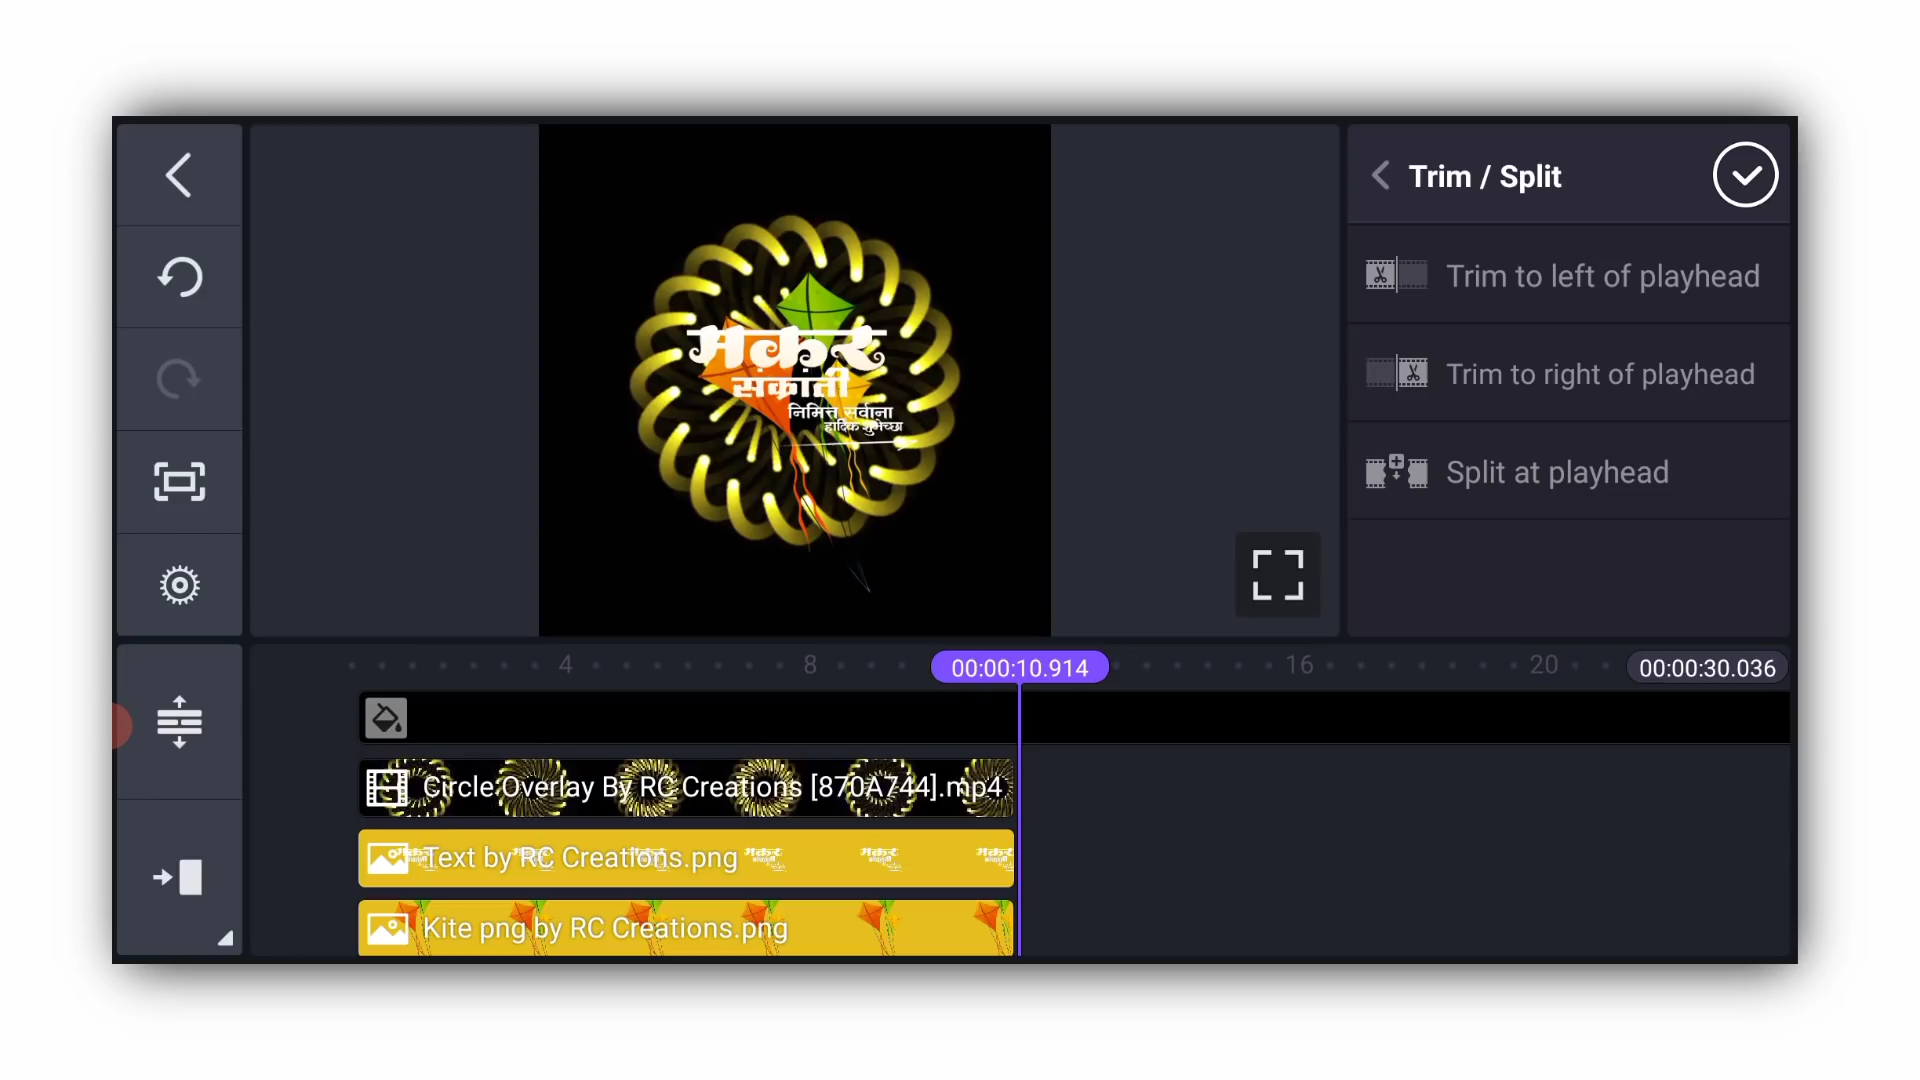 Trim / Split
Trim to left of playhead
Trim to right of playhead
Split at playhead
मकर
संक्रांती
निमित्त सर्वांना
हार्दिक शुभेच्छा
4
8
00:00:10.914
16
20
00:00:30.036
Circle Overlay By RC Creations [870A744].mp4
Text by RC Creations.png
Kite png by RC Creations.png